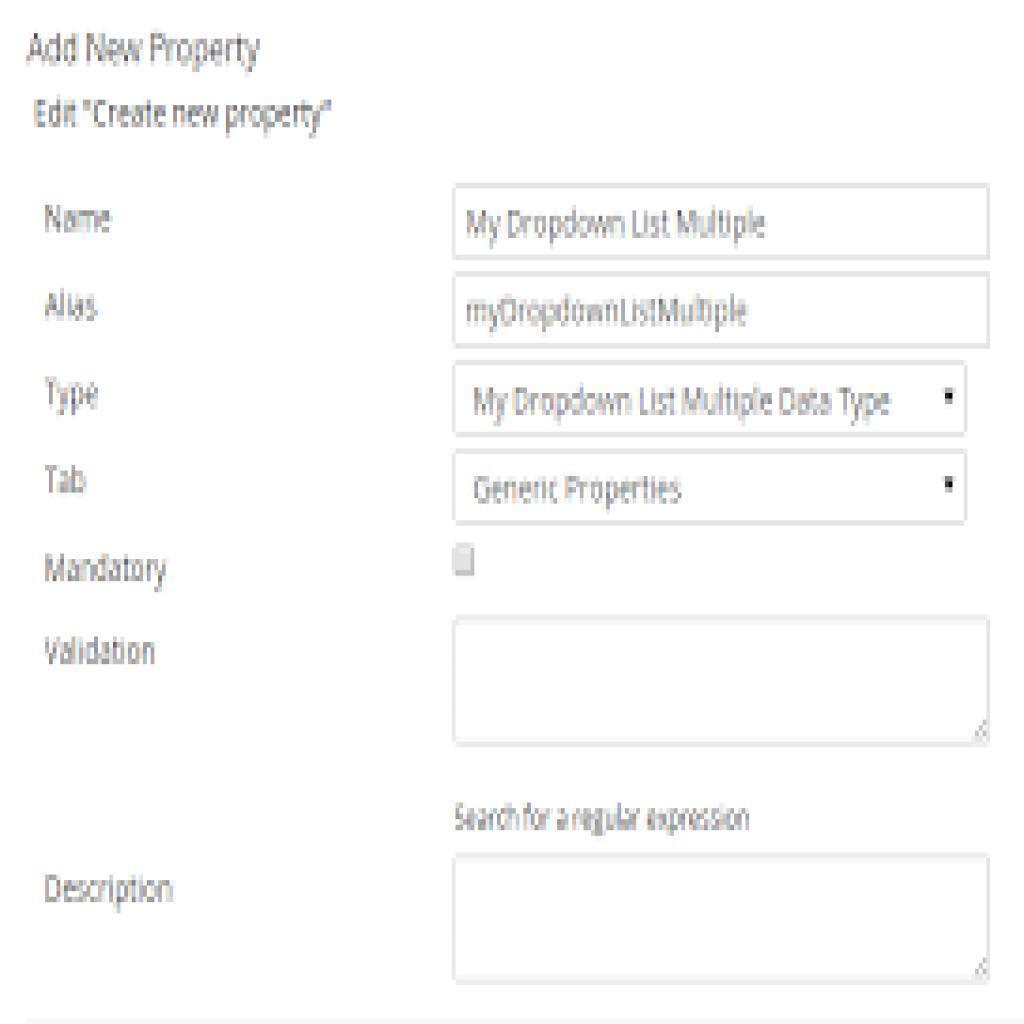 Add New Property
Edit "Create new property"
Name
My Dropdown List Multiple
Alias
myDropdownListMultiple
Type
My Dropdown List Multiple Data Type
Tab
Generic Properties
Mandatory
Validation
Search for a regular expression
Description